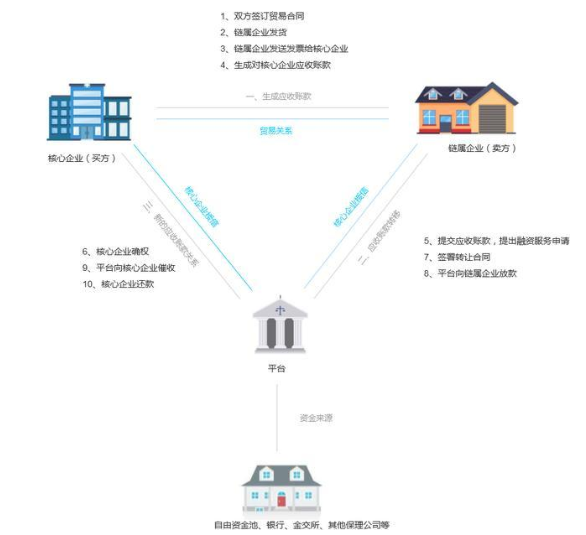 1、双方签订贸易合同
2、链属企业发货
3、链属企业发送发票给核心企业
4、生成对核心企业应收账款
一、生成应收账款
贸易关系
核心企业（买方）
链属企业（卖方）
核心企业授信
核心企业授信
三、新的应收账款关系
二、应收账款转移
6、核心企业确权
9、平台向核心企业催收
10、核心企业还款
5、提交应收账款，提出融资服务申请
7、签署转让合同
8、平台向链属企业放款
平台
资金来源
自由资金池、银行、金交所、其他保理公司等